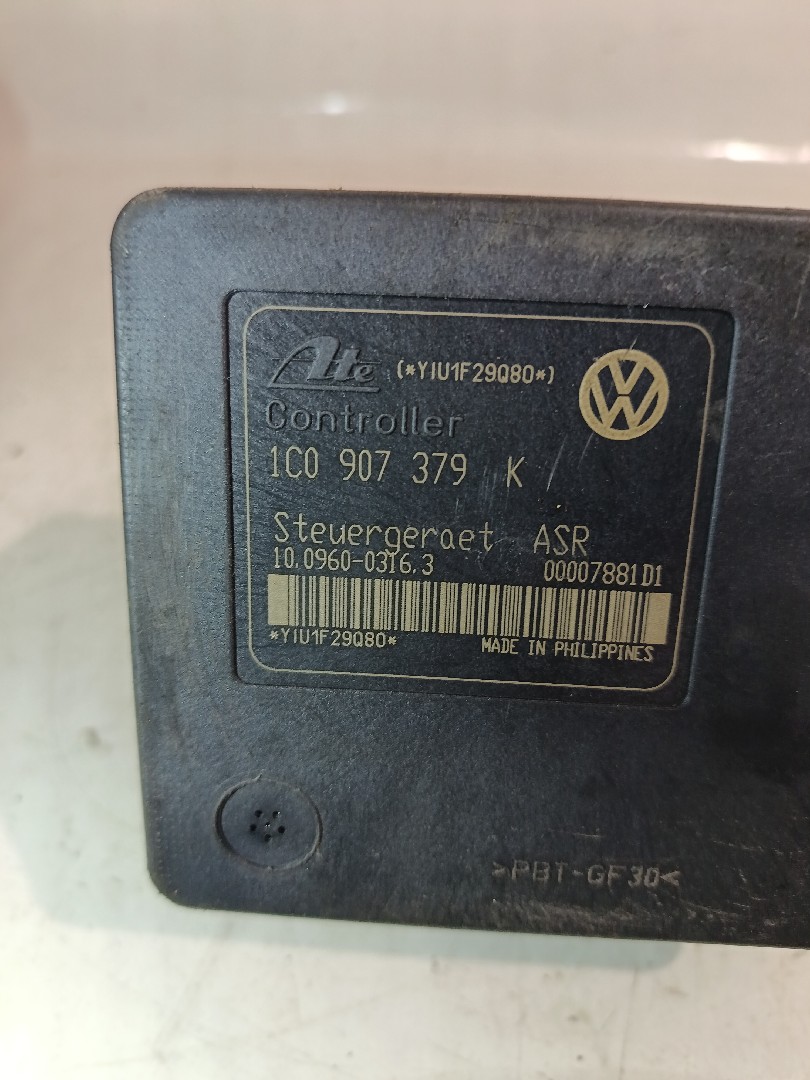 Ate (*YIU1F29Q80*)
Controller
1C0 907 379 K
Steuergeraet ASR
10.0960-0316.3 00007881D1
*YIU1F29Q80*
MADE IN PHILIPPINES
>PBT-GF30<